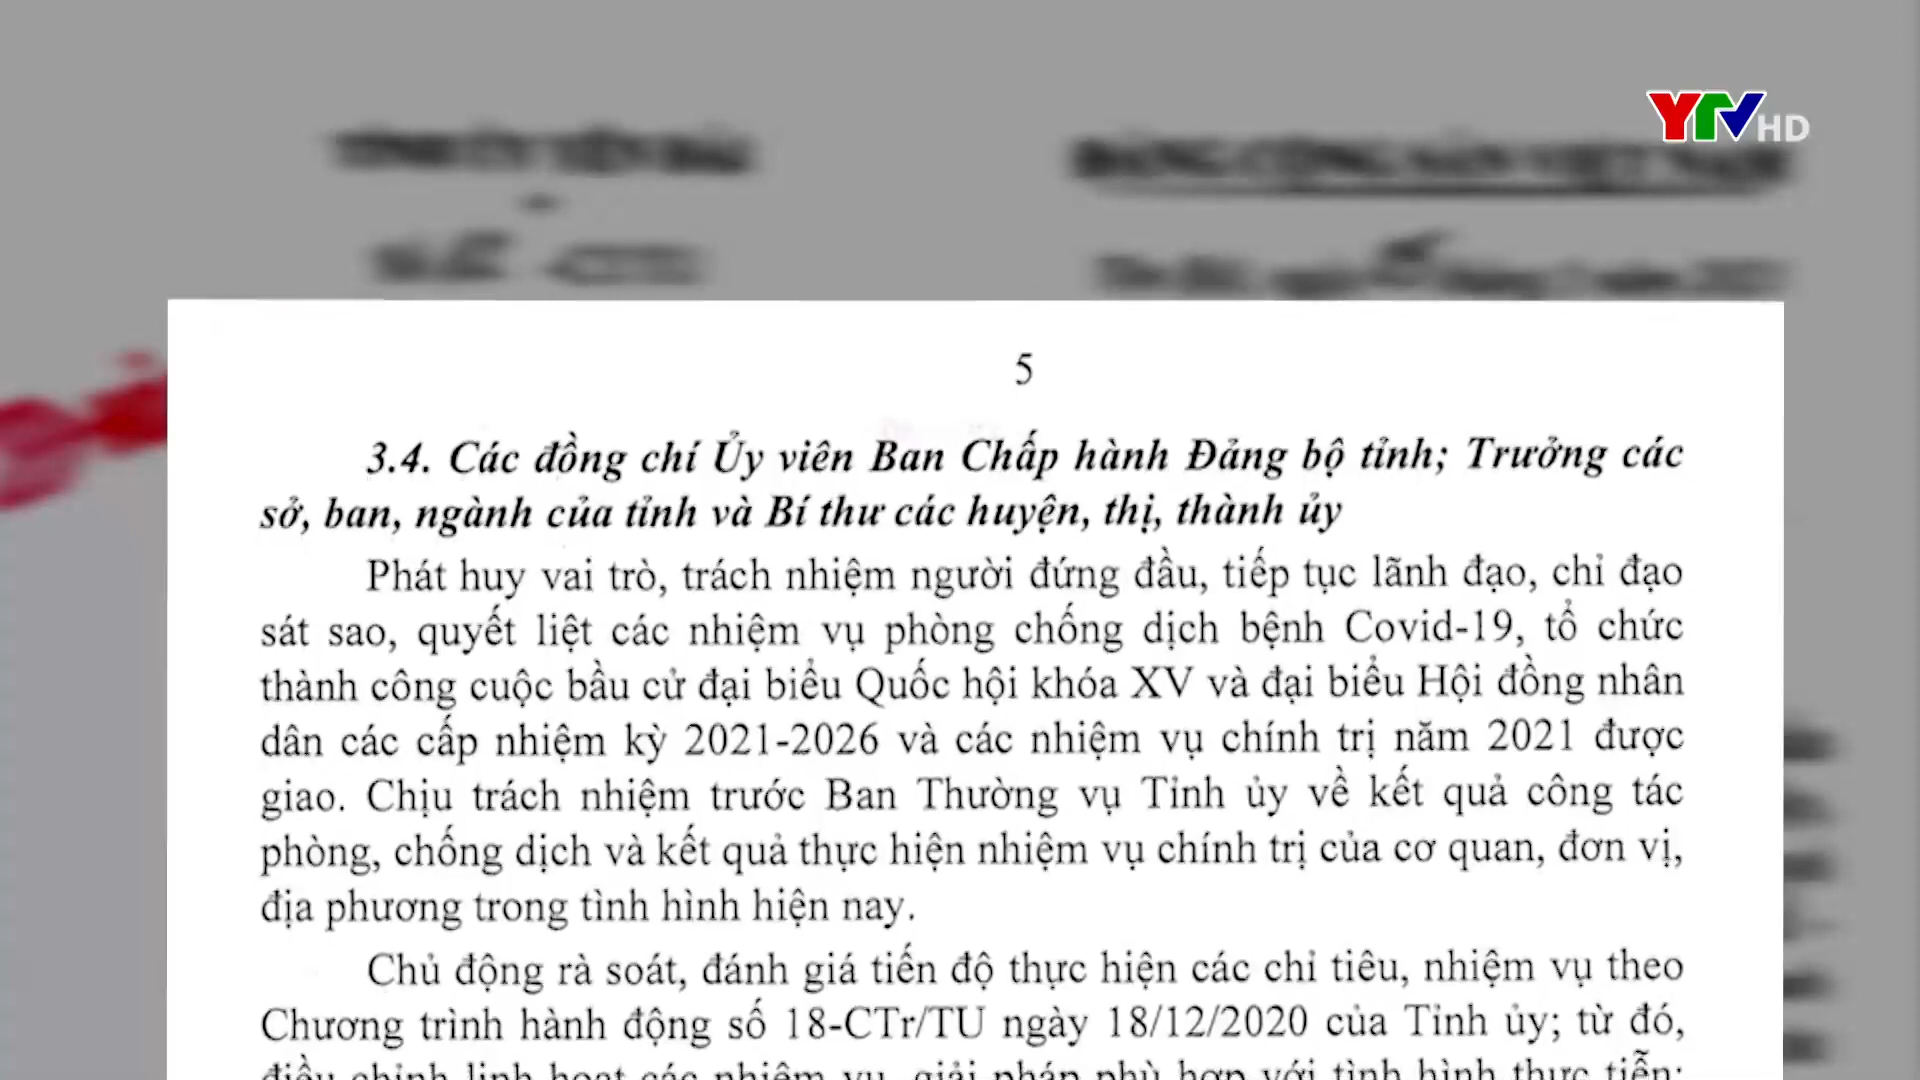 YTV HD
TỈNH ỦY YÊN BÁI
ĐẢNG CỘNG SẢN VIỆT NAM
5
3.4. Các đồng chí Ủy viên Ban Chấp hành Đảng bộ tỉnh; Trưởng các
sở, ban, ngành của tỉnh và Bí thư các huyện, thị, thành ủy
Phát huy vai trò, trách nhiệm người đứng đầu, tiếp tục lãnh đạo, chỉ đạo
sát sao, quyết liệt các nhiệm vụ phòng chống dịch bệnh Covid-19, tổ chức
thành công cuộc bầu cử đại biểu Quốc hội khóa XV và đại biểu Hội đồng nhân
dân các cấp nhiệm kỳ 2021-2026 và các nhiệm vụ chính trị năm 2021 được
giao. Chịu trách nhiệm trước Ban Thường vụ Tỉnh ủy về kết quả công tác
phòng, chống dịch và kết quả thực hiện nhiệm vụ chính trị của cơ quan, đơn vị,
địa phương trong tình hình hiện nay.
Chủ động rà soát, đánh giá tiến độ thực hiện các chỉ tiêu, nhiệm vụ theo
Chương trình hành động số 18-CTr/TU ngày 18/12/2020 của Tỉnh ủy; từ đó,
điều chỉnh linh hoạt các nhiệm vụ, giải pháp phù hợp với tình hình thực tiễn;